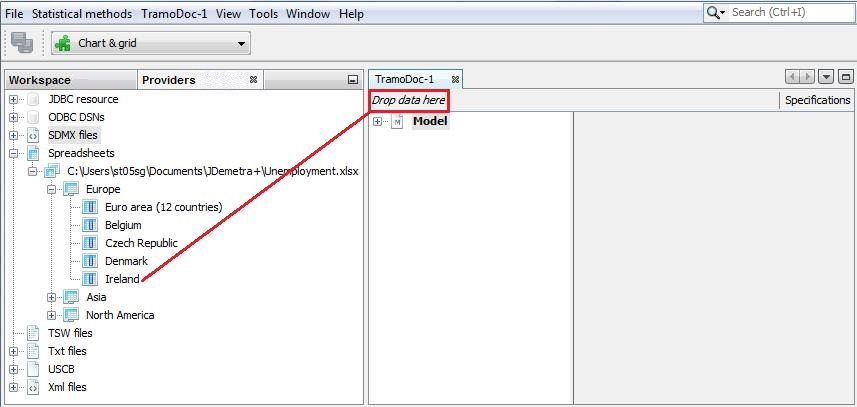 File Statistical methods TramoDoc-1 View Tools Window Help Search (Ctrl+I)
Chart & grid
Workspace Providers
JDBC resource
ODBC DSNs
SDMX files
Spreadsheets
C:\Users\st05sg\Documents\JDemetra+\Unemployment.xlsx
Europe
Euro area (12 countries)
Belgium
Czech Republic
Denmark
Ireland
Asia
North America
TSW files
Txt files
USCB
Xml files
TramoDoc-1
Drop data here Specifications
M Model